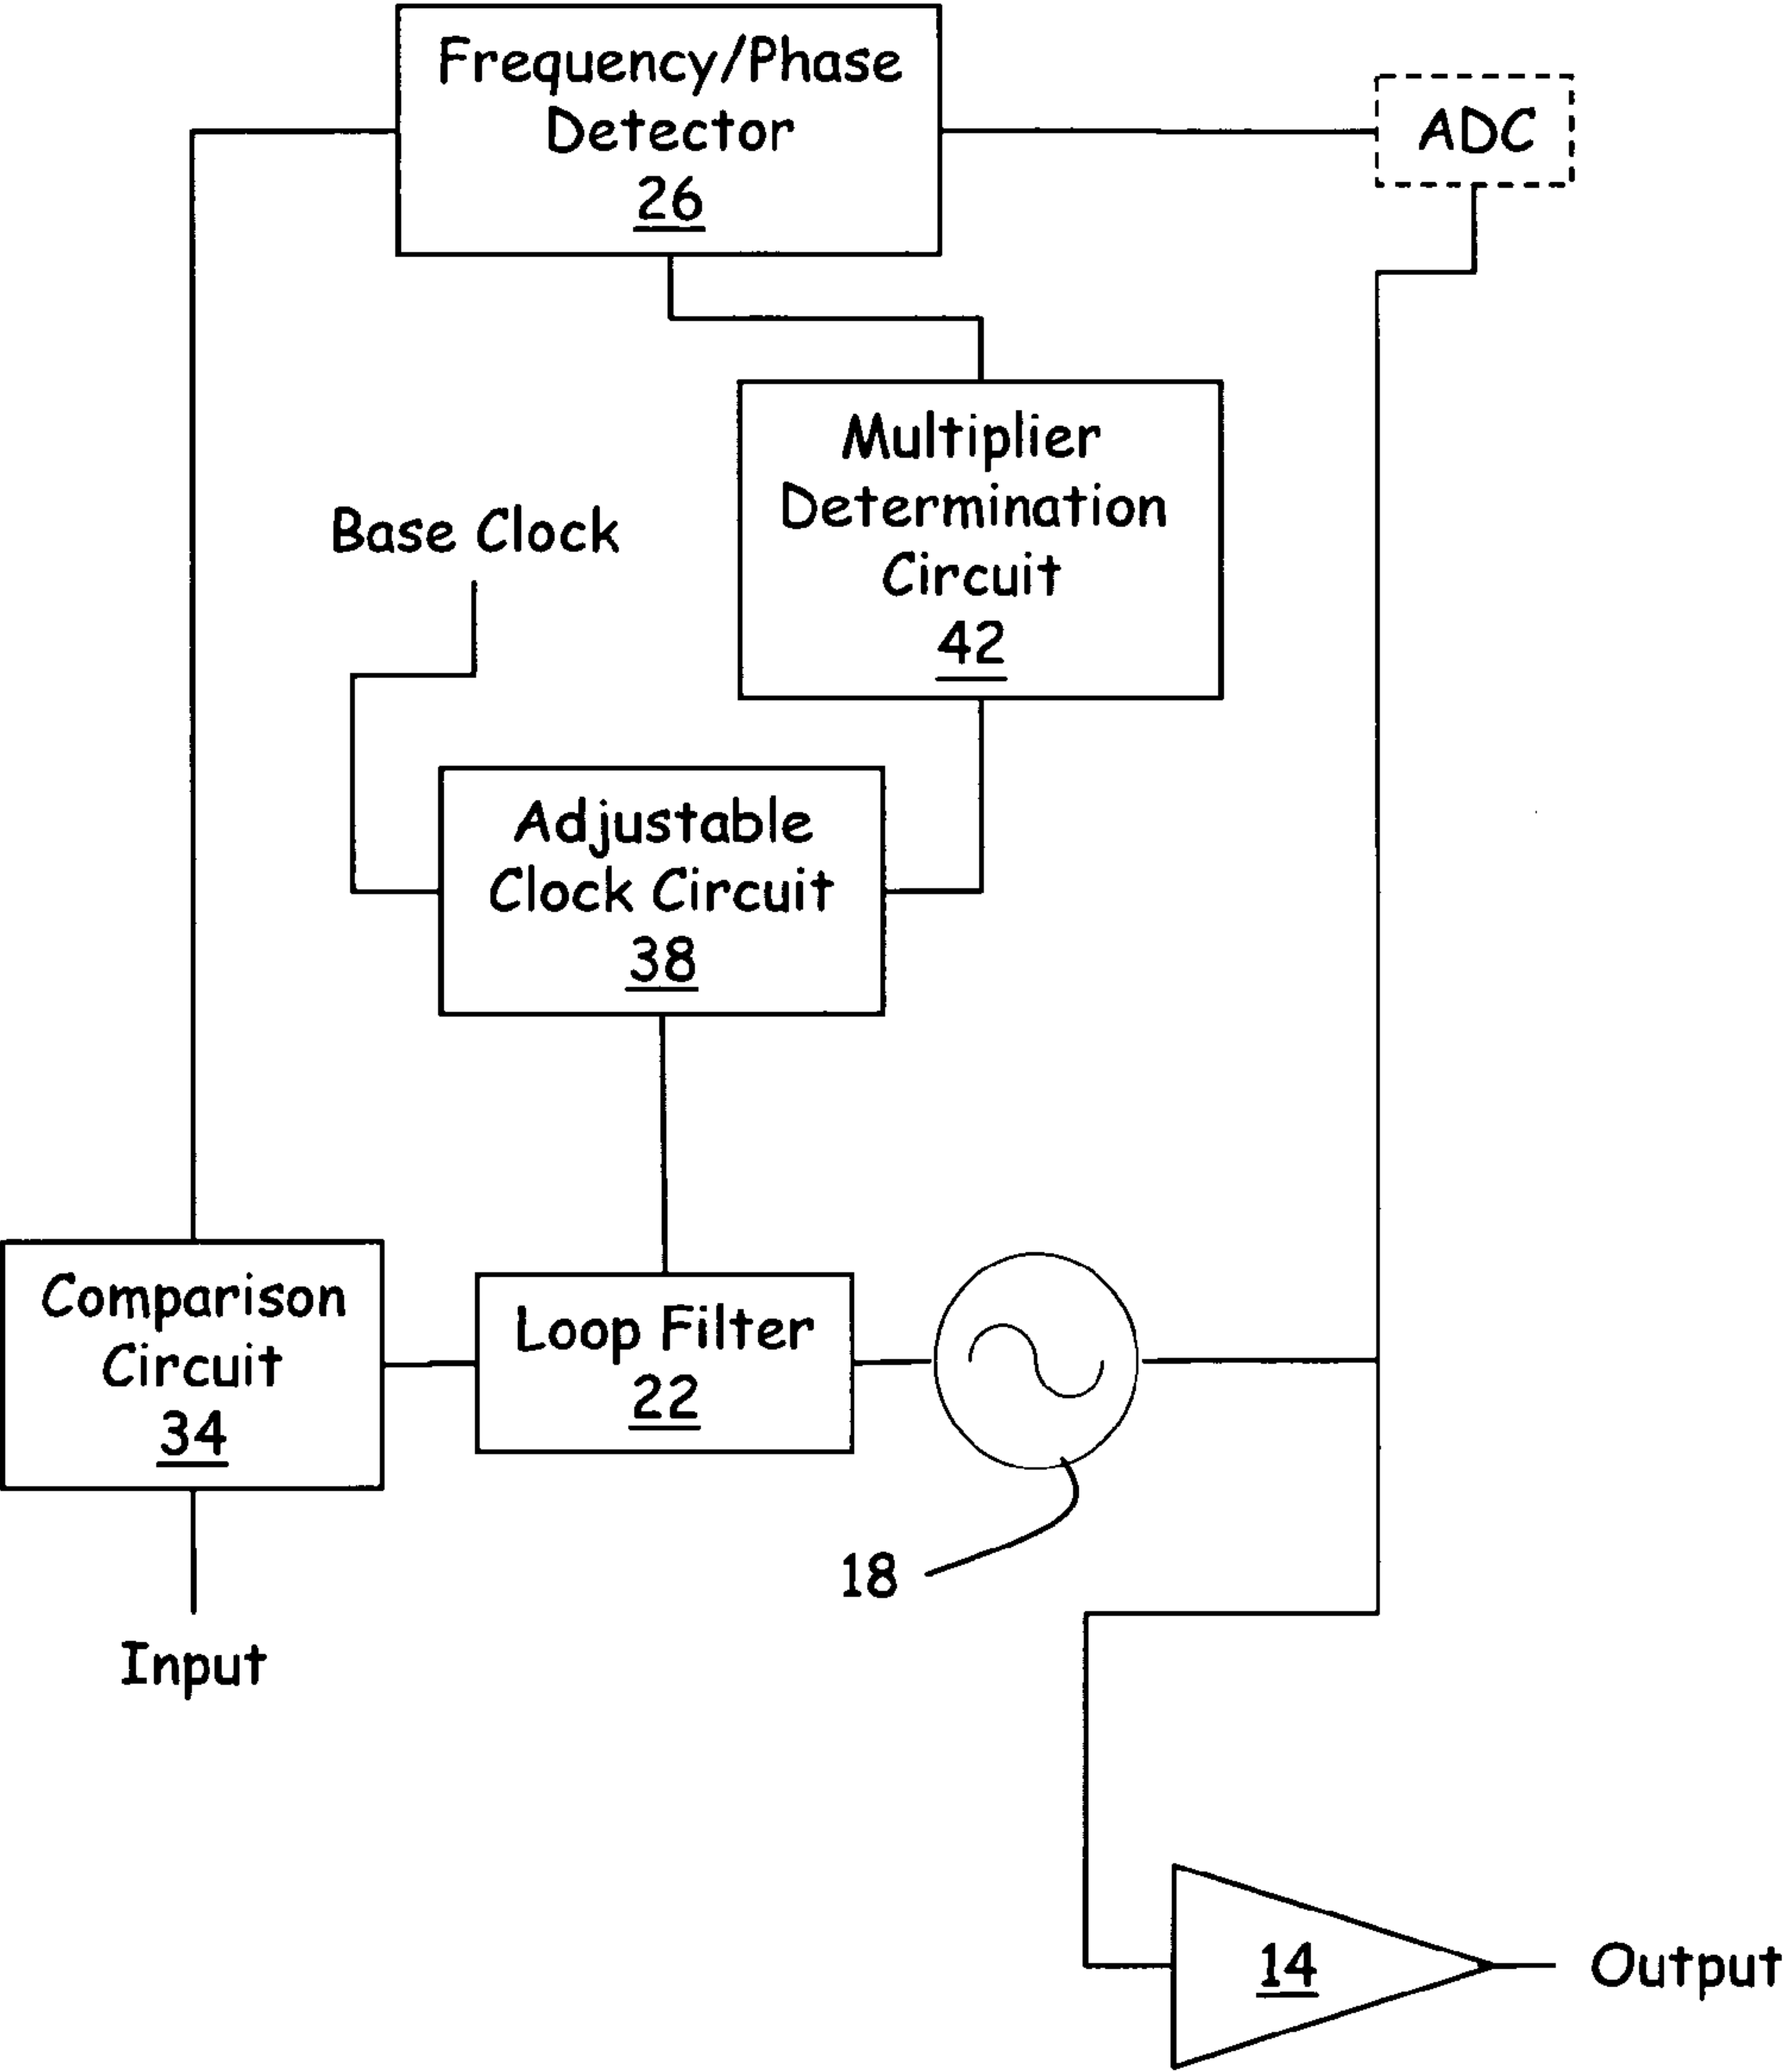 Frequency/Phase
Detector
26
ADC
Multiplier
Determination
Circuit
42
Base Clock
Adjustable
Clock Circuit
38
Comparison
Circuit
34
Loop Filter
22
18
Input
14
Output